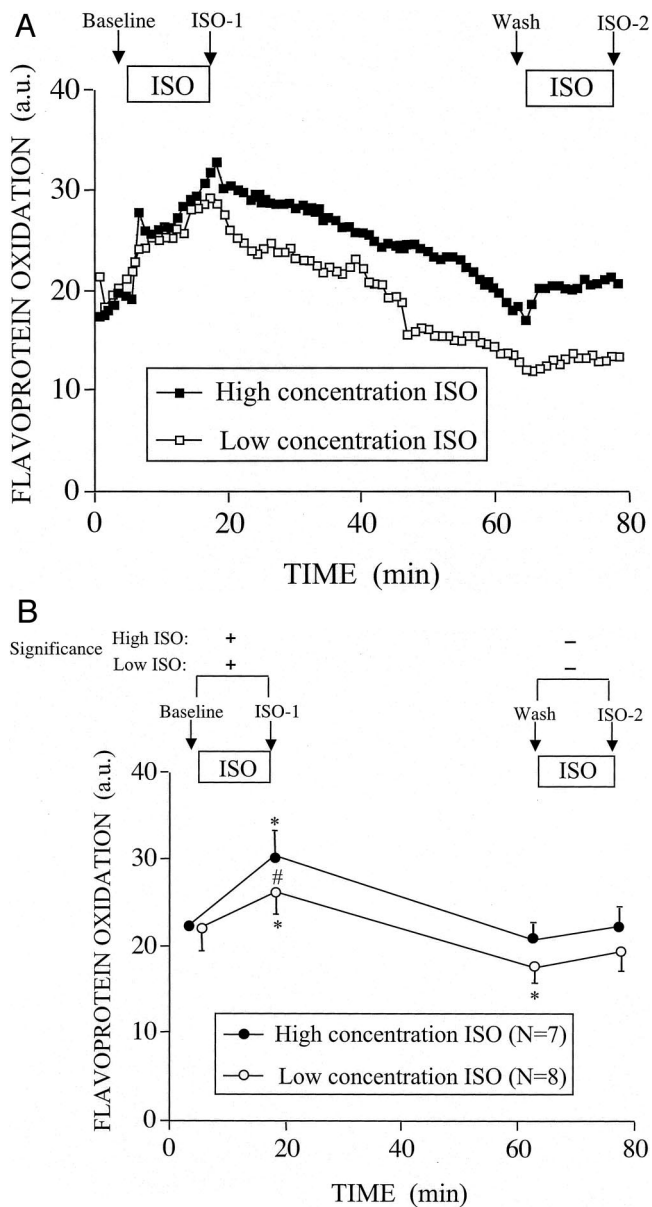 A
Baseline ISO-1 Wash ISO-2
ISO ISO
FLAVOPROTEIN OXIDATION (a.u.)
40
30
20
10
0
High concentration ISO
Low concentration ISO
0 20 40 60 80
TIME (min)
B
Significance
High ISO: + −
Low ISO: + −
Baseline ISO-1 Wash ISO-2
ISO ISO
FLAVOPROTEIN OXIDATION (a.u.)
40
30
20
10
0
*
#
*
*
High concentration ISO (N=7)
Low concentration ISO (N=8)
0 20 40 60 80
TIME (min)